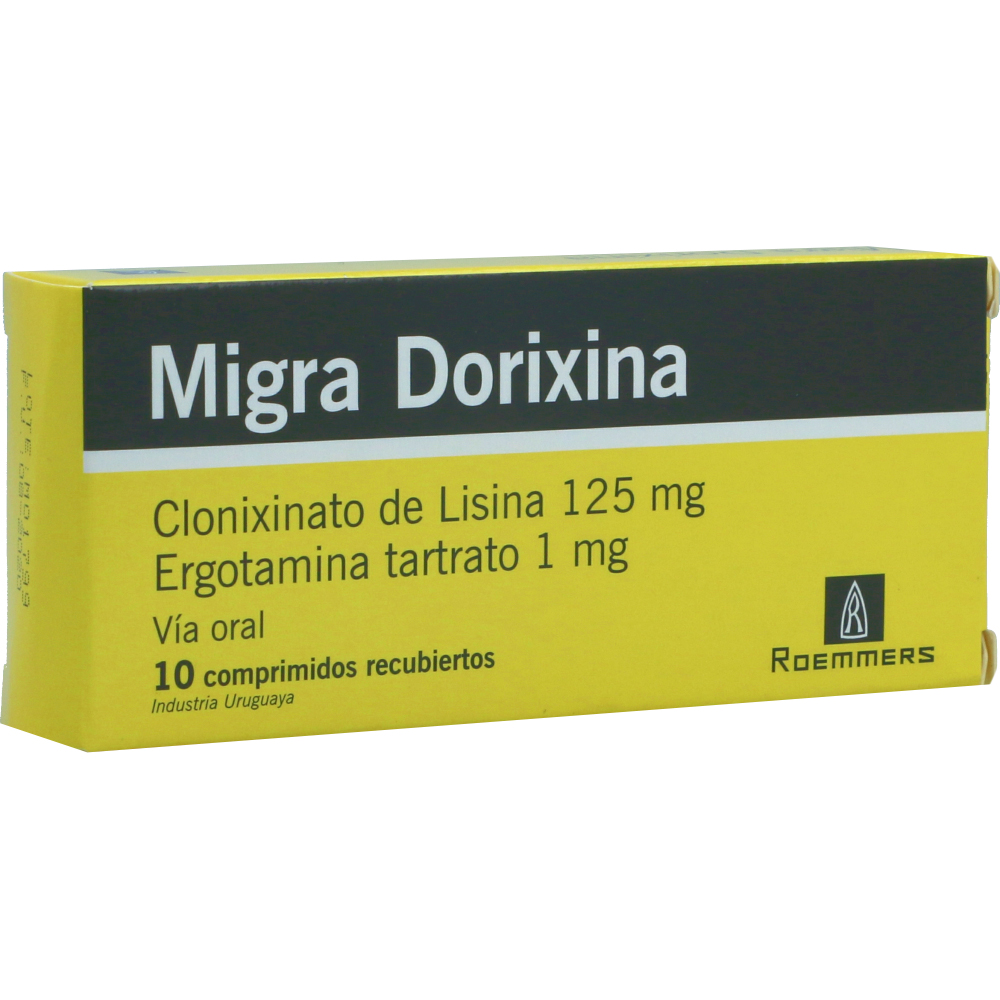 Migra Dorixina
Clonixinato de Lisina 125 mg
Ergotamina tartrato 1 mg
Vía oral
10 comprimidos recubiertos
Industria Uruguaya
R
ROEMMERS